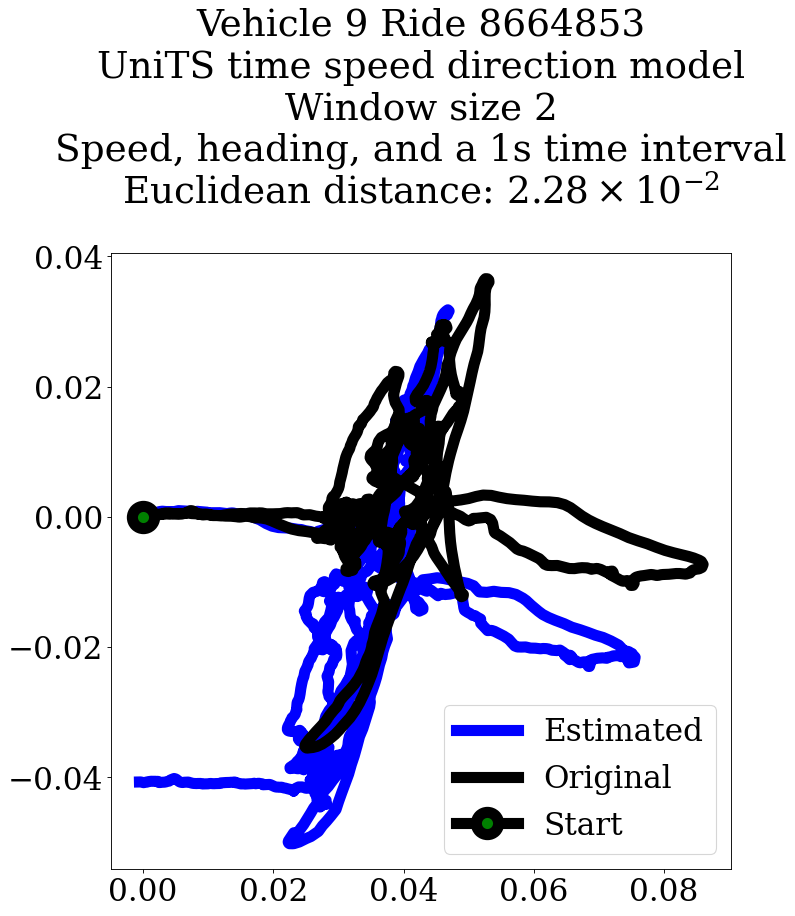 Vehicle 9 Ride 8664853
UniTS time speed direction model
Window size 2
Speed, heading, and a 1s time interval
Euclidean distance: 2.28 × 10⁻²
0.04
0.02
0.00
−0.02
−0.04
0.00 0.02 0.04 0.06 0.08
Estimated
Original
Start